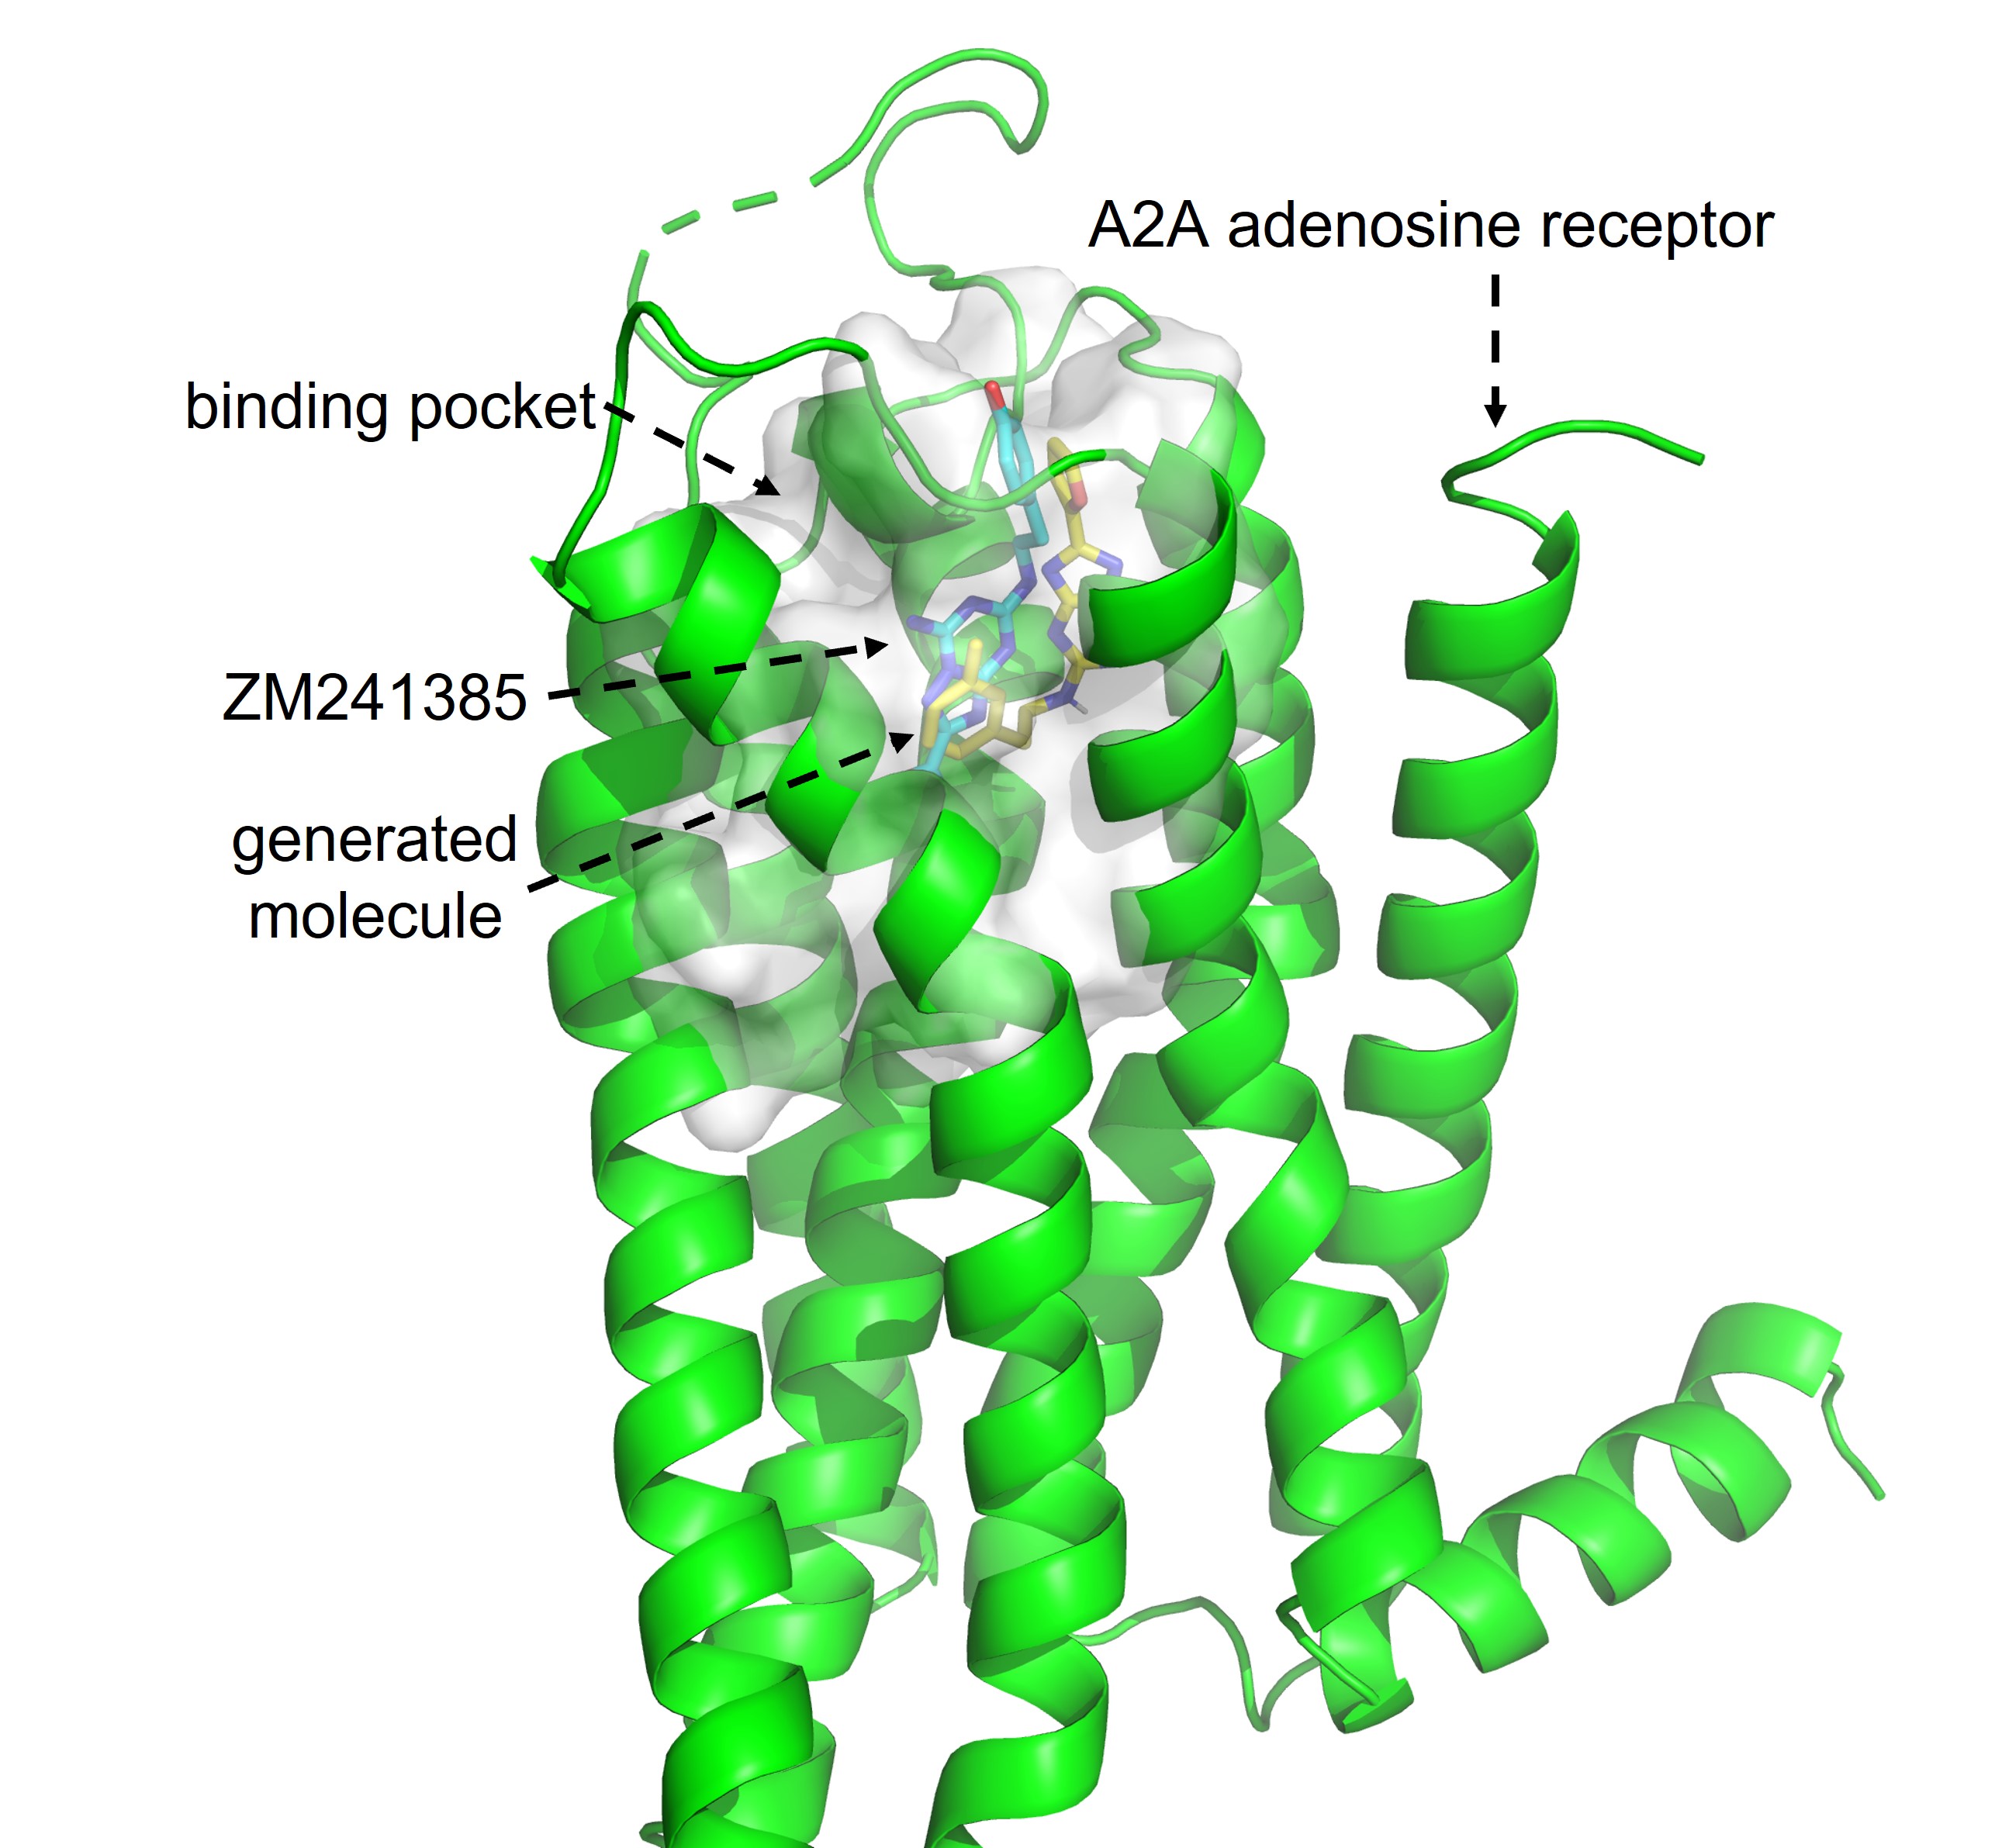 A2A adenosine receptor
binding pocket
ZM241385
generated
molecule